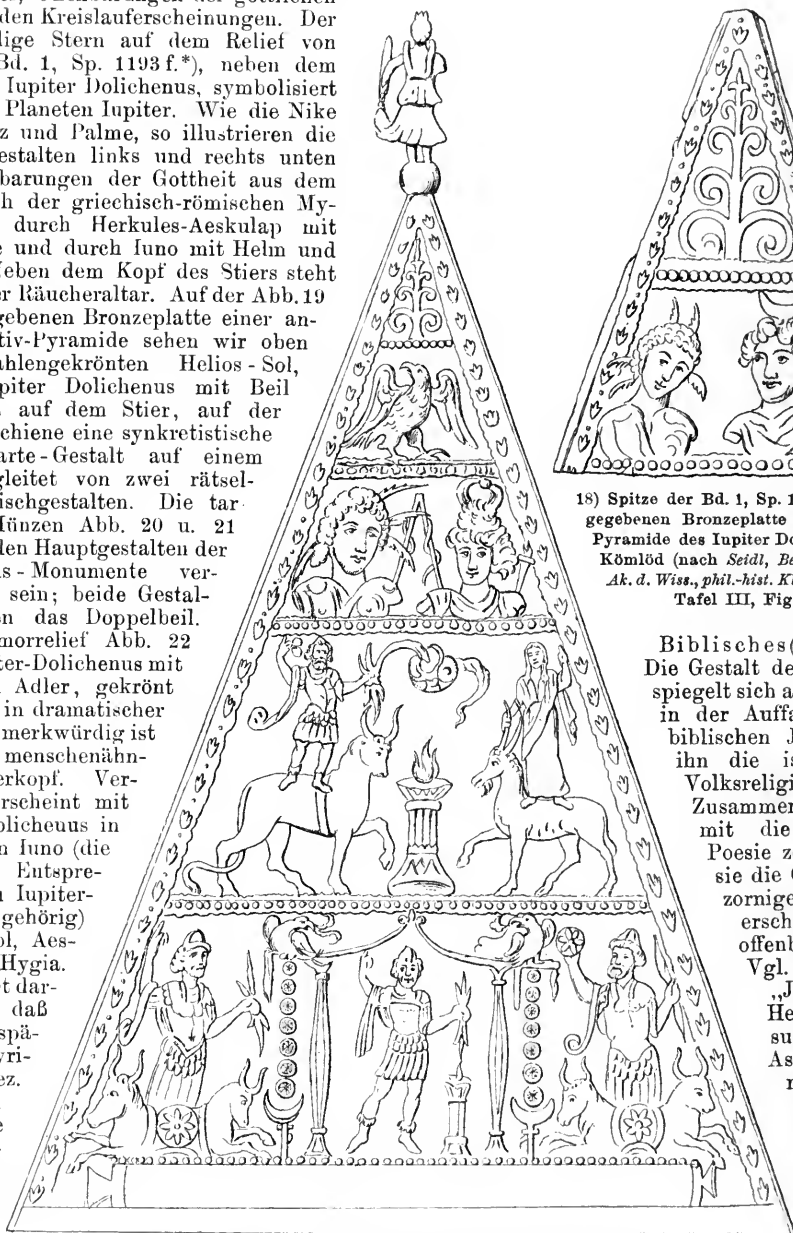 den Kreislauferscheinungen. Der
lige Stern auf dem Relief von
Bd. 1, Sp. 1193 f.*), neben dem
Iupiter Dolichenus, symbolisiert
Planeten Iupiter. Wie die Nike
z und Palme, so illustrieren die
estalten links und rechts unten
barungen der Gottheit aus dem
h der griechisch-römischen My-
durch Herkules-Aeskulap mit
e und durch Iuno mit Helm und
leben dem Kopf des Stiers steht
er Räucheraltar. Auf der Abb. 19
gebenen Bronzeplatte einer an-
tiv-Pyramide sehen wir oben
ahlengekrönten Helios-Sol,
piter Dolichenus mit Beil
auf dem Stier, auf der
chiene eine synkretistische
arte-Gestalt auf einem
gleitet von zwei rätsel-
ischgestalten. Die tar
Münzen Abb. 20 u. 21
den Hauptgestalten der
s-Monumente ver-
sein; beide Gestal-
n das Doppelbeil.
morrelief Abb. 22
ter-Dolichenus mit
Adler, gekrönt
in dramatischer
merkwürdig ist
menschenähn-
erkopf. Ver-
rscheint mit
olichenus in
n Iuno (die
Entspre-
n Iupiter-
gehörig)
ol, Aes-
Hygia.
t dar-
daß
spä-
yri-
ez.
e
18) Spitze der Bd. 1, Sp. 1
gegebenen Bronzeplatte
Pyramide des Iupiter Do
Kömlöd (nach Seidl, Be
Ak. d. Wiss., phil.-hist. Kl
Tafel III, Fig
Biblisches(
Die Gestalt de
spiegelt sich a
in der Auffa
biblischen J
ihn die is
Volksreligi
Zusammen
mit die
Poesie z
sie die
zornige
ersch
offenb
Vgl.
„J
He
su
As